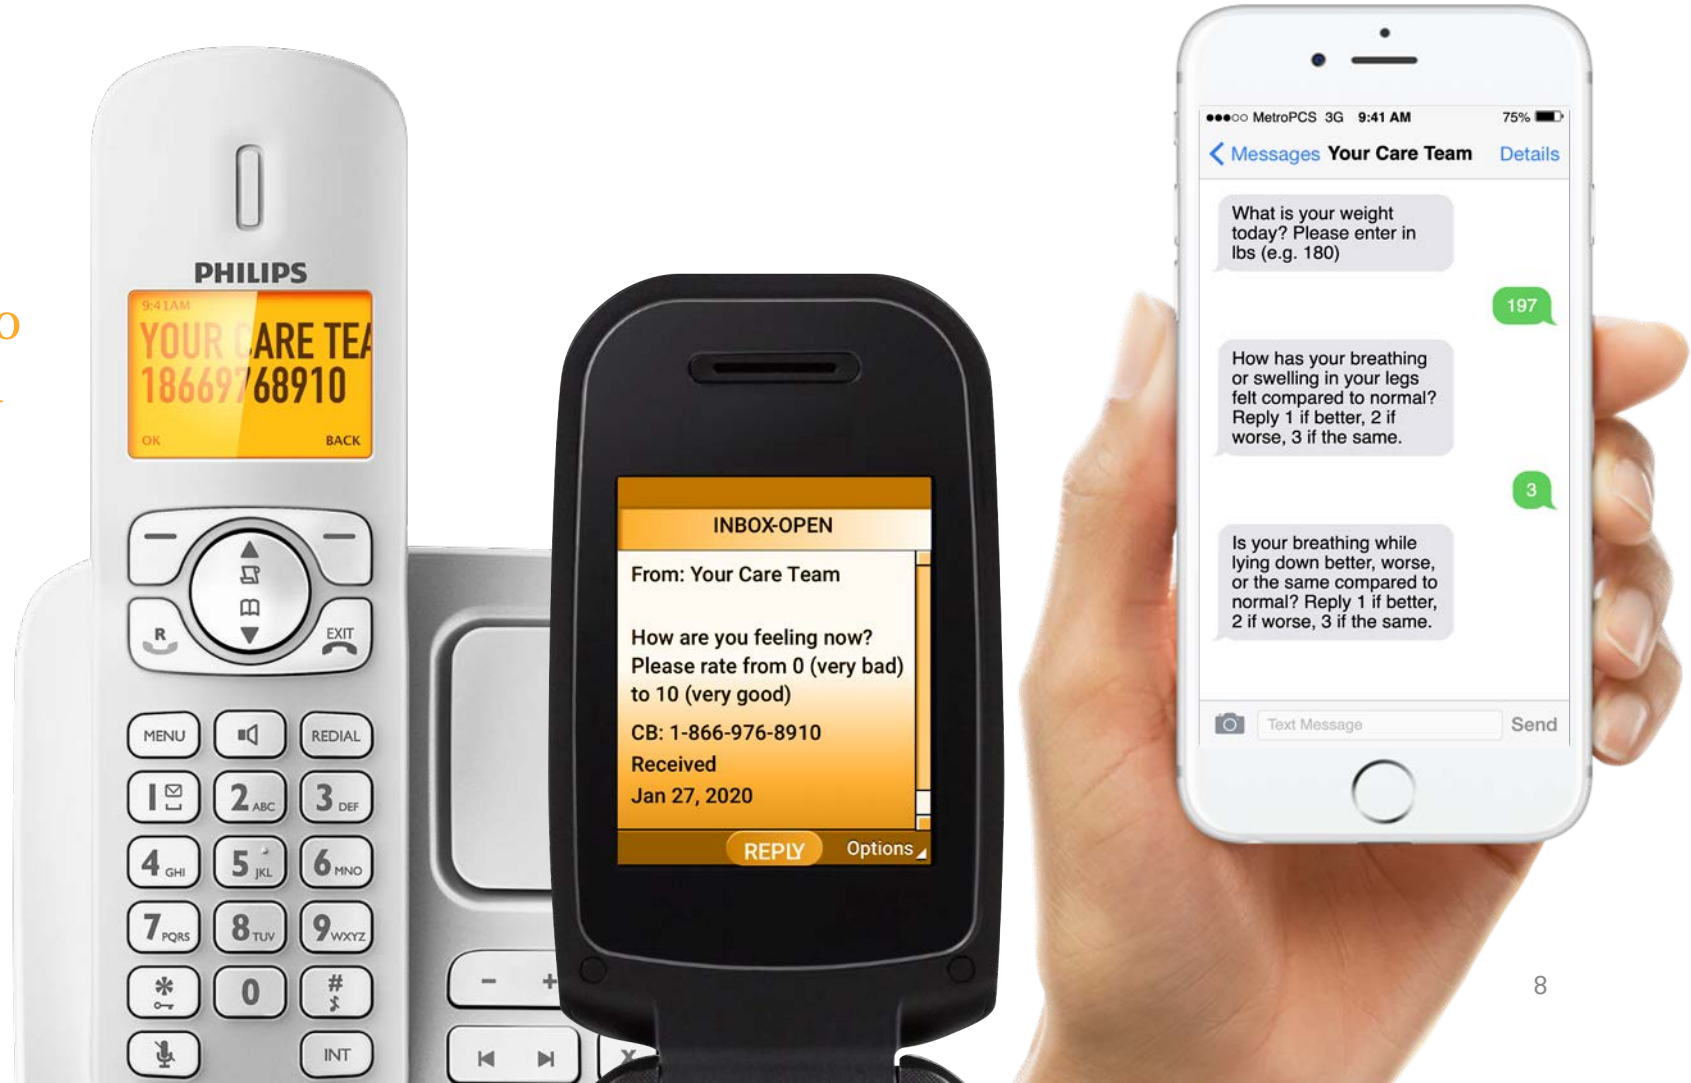 o
PHILIPS
9:41AM
YOUR CARE TEA
18669768910
OK BACK
R
EXIT
MENU
REDIAL
1
2 ABC
3 DEF
4 GHI
5 JKL
6 MNO
7 PQRS
8 TUV
9 WXYZ
*
0
#
INT
- +
X
INBOX-OPEN
From: Your Care Team
How are you feeling now?
Please rate from 0 (very bad)
to 10 (very good)
CB: 1-866-976-8910
Received
Jan 27, 2020
REPLY Options
MetroPCS 3G 9:41 AM 75%
Messages Your Care Team Details
What is your weight
today? Please enter in
lbs (e.g. 180)
197
How has your breathing
or swelling in your legs
felt compared to normal?
Reply 1 if better, 2 if
worse, 3 if the same.
3
Is your breathing while
lying down better, worse,
or the same compared to
normal? Reply 1 if better,
2 if worse, 3 if the same.
Text Message Send
8